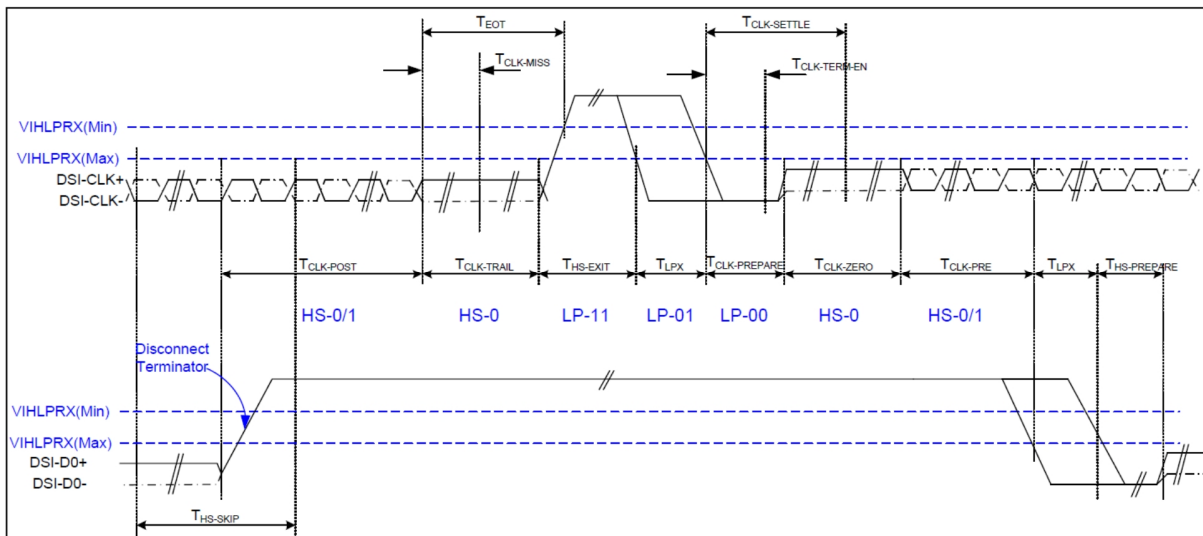 TEOT
TCLK-SETTLE
TCLK-MISS
TCLK-TERM-EN
VIHLPRX(Min)
VIHLPRX(Max)
DSI-CLK+
DSI-CLK-
TCLK-POST
TCLK-TRAIL
THS-EXIT
TLPX
TCLK-PREPARE
TCLK-ZERO
TCLK-PRE
TLPX
THS-PREPARE
HS-0/1
HS-0
LP-11
LP-01
LP-00
HS-0
HS-0/1
Disconnect
Terminator
VIHLPRX(Min)
VIHLPRX(Max)
DSI-D0+
DSI-D0-
THS-SKIP